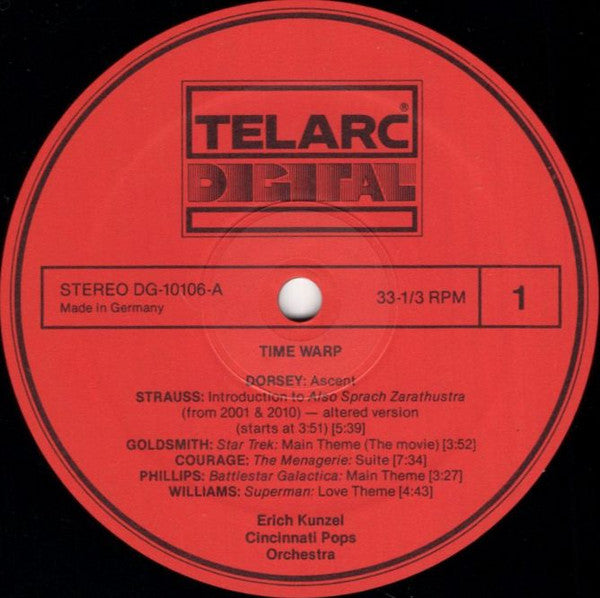 TELARC®
DIGITAL
STEREO DG-10106-A
Made in Germany
33-1/3 RPM
1
TIME WARP
DORSEY: Ascent
STRAUSS: Introduction to Also Sprach Zarathustra
(from 2001 & 2010) — altered version
(starts at 3:51) [5:39]
GOLDSMITH: Star Trek: Main Theme (The movie) [3:52]
COURAGE: The Menagerie: Suite [7:34]
PHILLIPS: Battlestar Galactica: Main Theme [3:27]
WILLIAMS: Superman: Love Theme [4:43]
Erich Kunzel
Cincinnati Pops
Orchestra